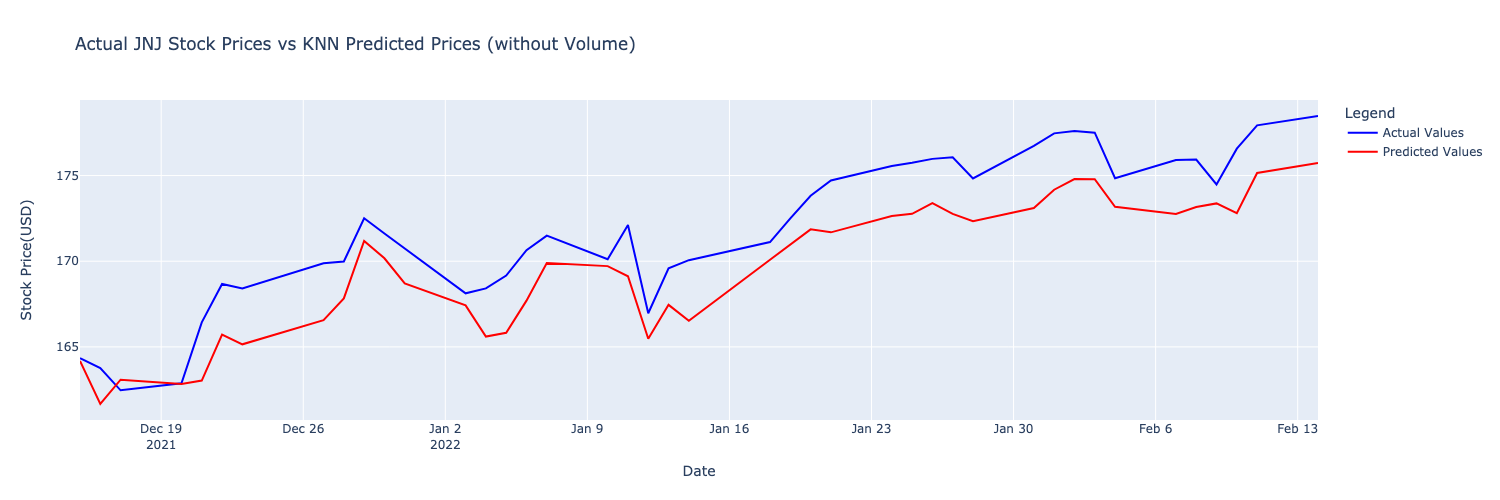 Actual JNJ Stock Prices vs KNN Predicted Prices (without Volume)
Legend
Actual Values
Predicted Values
Stock Price(USD)
175
170
165
Dec 19
2021
Dec 26
Jan 2
2022
Jan 9
Jan 16
Jan 23
Jan 30
Feb 6
Feb 13
Date